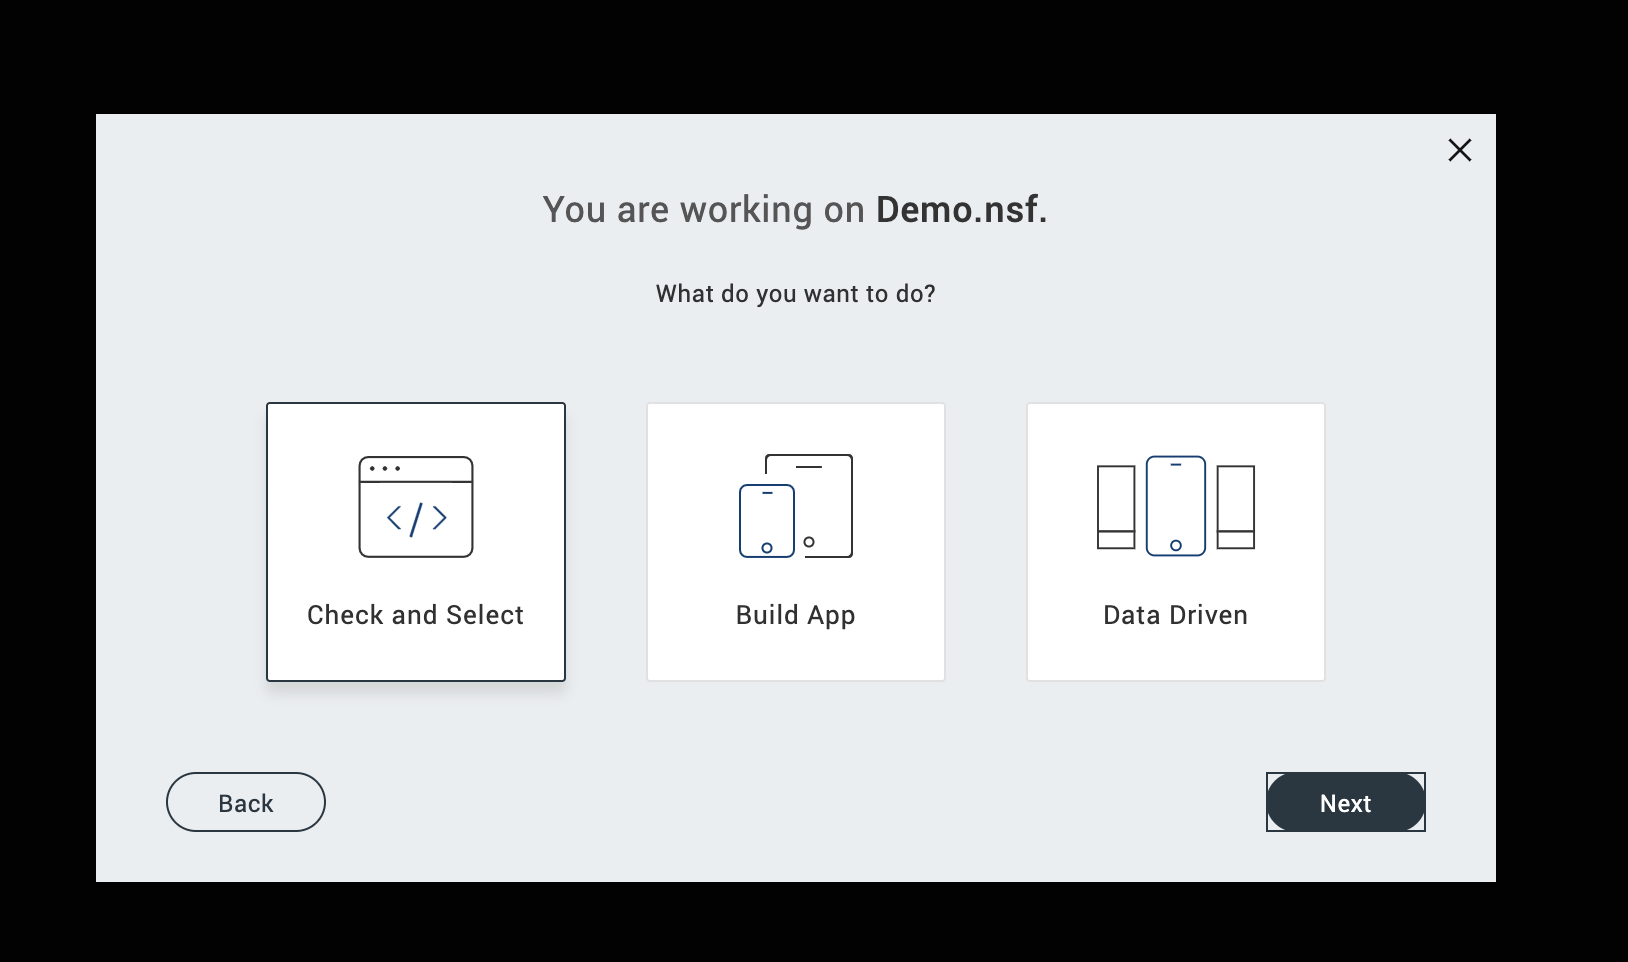 You are working on Demo.nsf.
What do you want to do?
</>
Check and Select
Build App
Data Driven
Back
Next